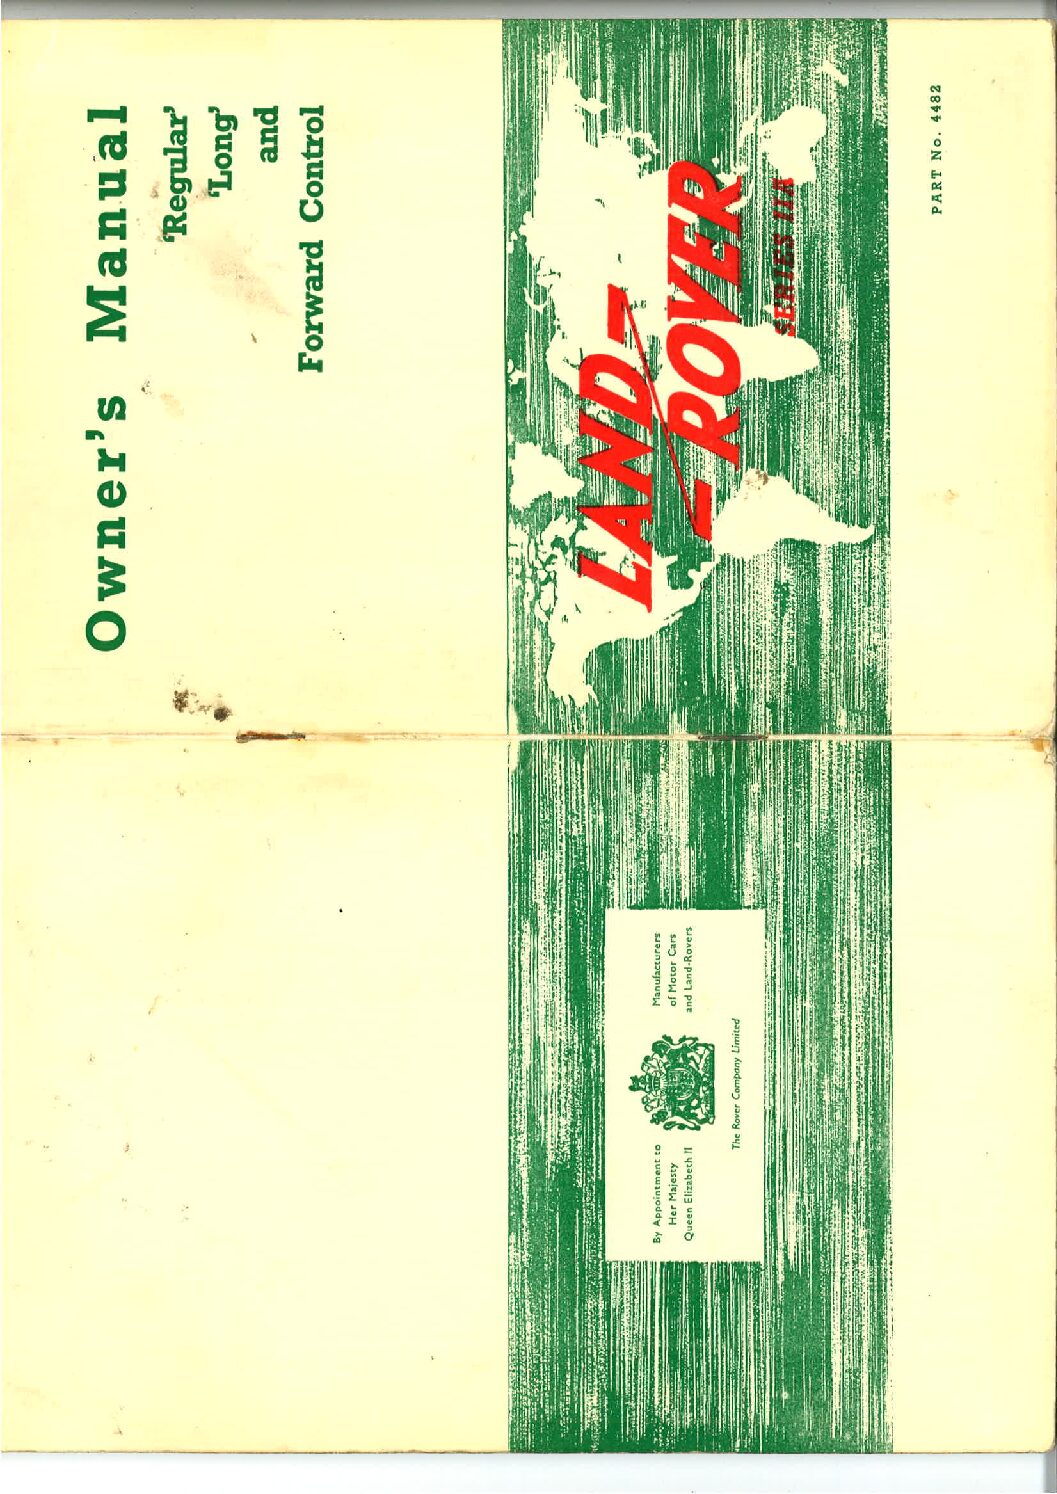 Owner's Manual
'Regular'
'Long'
and
Forward Control
LAND-
ROVER
SERIES IIA
PART No. 4482
By Appointment to
Her Majesty
Queen Elizabeth II
Manufacturers
of Motor Cars
and Land-Rovers
The Rover Company Limited